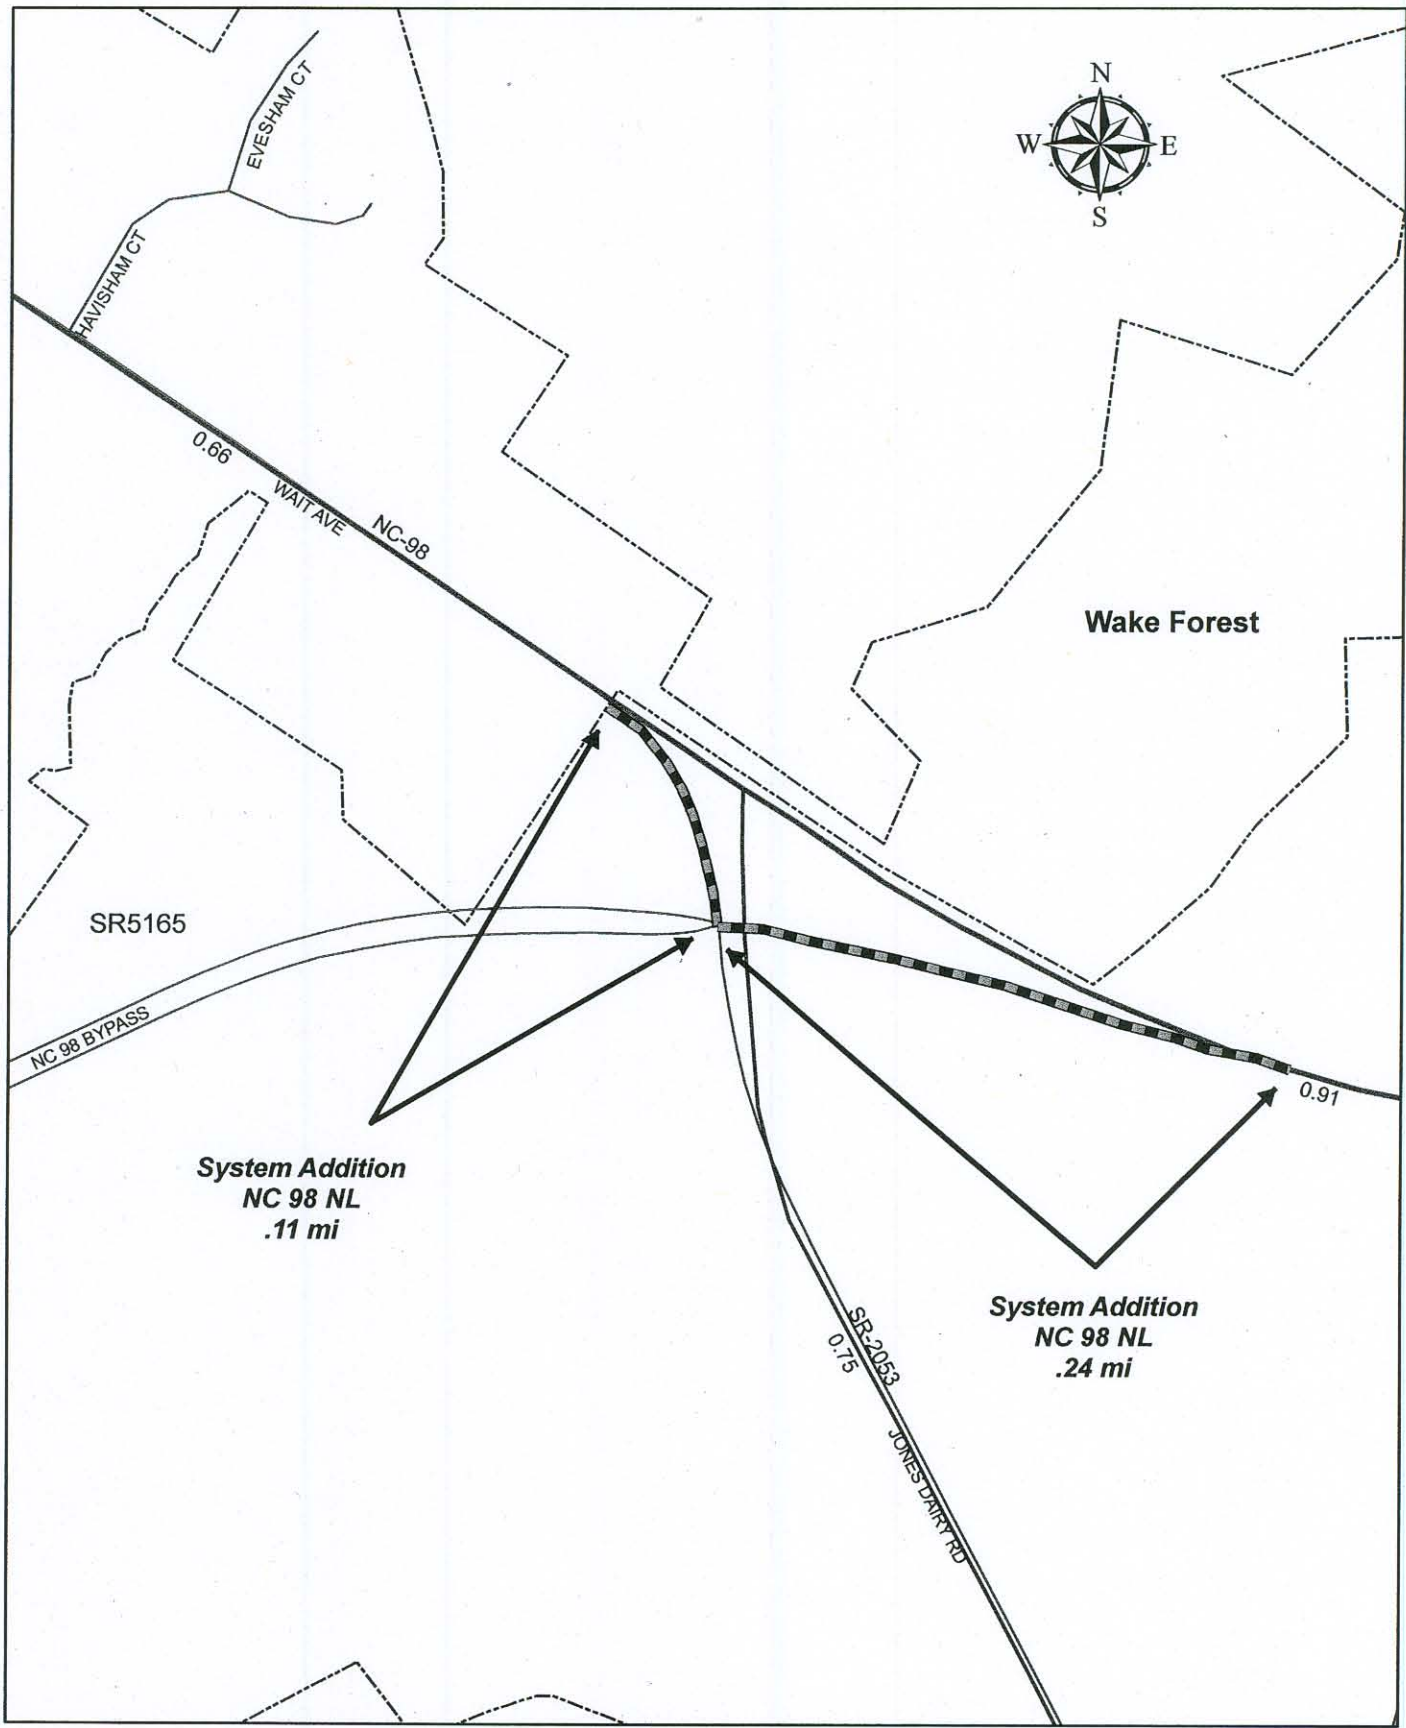 EVESHAM CT
N
W
E
S
HAVISHAM CT
0.66
WAIT AVE
NC-98
Wake Forest
SR5165
NC 98 BYPASS
0.91
System Addition
NC 98 NL
.11 mi
System Addition
NC 98 NL
.24 mi
SR-2053
0.75
JONES DAIRY RD